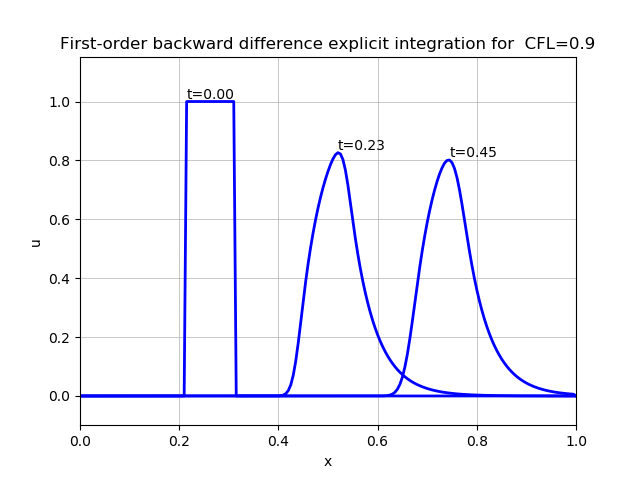 First-order backward difference explicit integration for  CFL=0.9
t=0.00
t=0.23
t=0.45
u
1.0
0.8
0.6
0.4
0.2
0.0
0.0 0.2 0.4 0.6 0.8 1.0
x